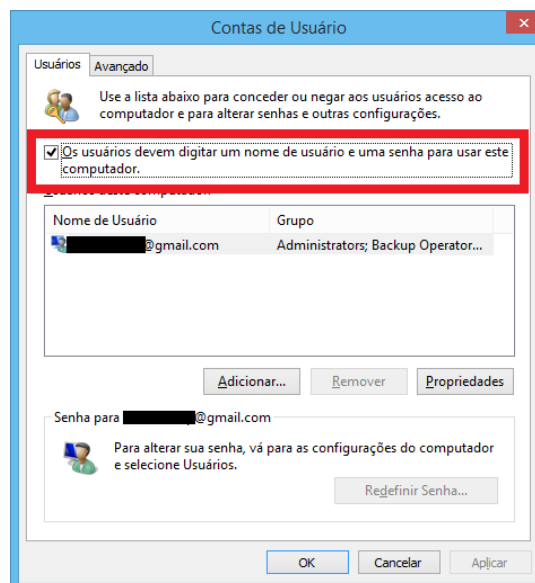 Contas de Usuário
Usuários
Avançado
Use a lista abaixo para conceder ou negar aos usuários acesso ao
computador e para alterar senhas e outras configurações.
Os usuários devem digitar um nome de usuário e uma senha para usar este
computador.
Nome de Usuário Grupo
@gmail.com Administrators; Backup Operator...
Adicionar... Remover Propriedades
Senha para @gmail.com
Para alterar sua senha, vá para as configurações do computador
e selecione Usuários.
Redefinir Senha...
OK Cancelar Aplicar